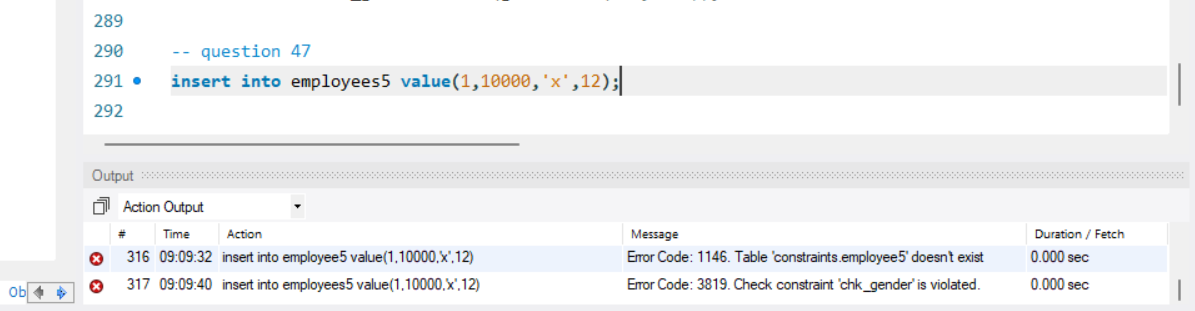 289
290 -- question 47
291 insert into employees5 value(1,10000,'x',12);
292
Output
Action Output
# Time Action Message Duration / Fetch
316 09:09:32 insert into employee5 value(1,10000,'x',12) Error Code: 1146. Table 'constraints.employee5' doesn't exist 0.000 sec
Ob 317 09:09:40 insert into employees5 value(1,10000,'x',12) Error Code: 3819. Check constraint 'chk_gender' is violated. 0.000 sec